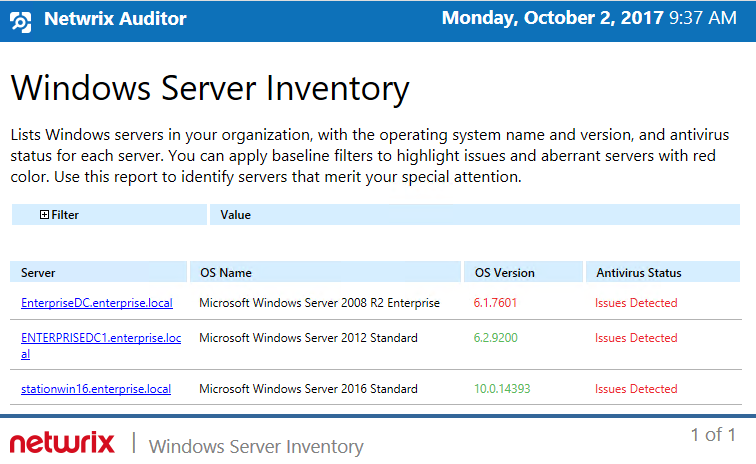 Netwrix Auditor
Monday, October 2, 2017 9:37 AM
Windows Server Inventory
Lists Windows servers in your organization, with the operating system name and version, and antivirus
status for each server. You can apply baseline filters to highlight issues and aberrant servers with red
color. Use this report to identify servers that merit your special attention.
Filter Value
Server OS Name OS Version Antivirus Status
EnterpriseDC.enterprise.local Microsoft Windows Server 2008 R2 Enterprise 6.1.7601 Issues Detected
ENTERPRISEDC1.enterprise.loc Microsoft Windows Server 2012 Standard 6.2.9200 Issues Detected
al
stationwin16.enterprise.local Microsoft Windows Server 2016 Standard 10.0.14393 Issues Detected
netwrix | Windows Server Inventory 1 of 1